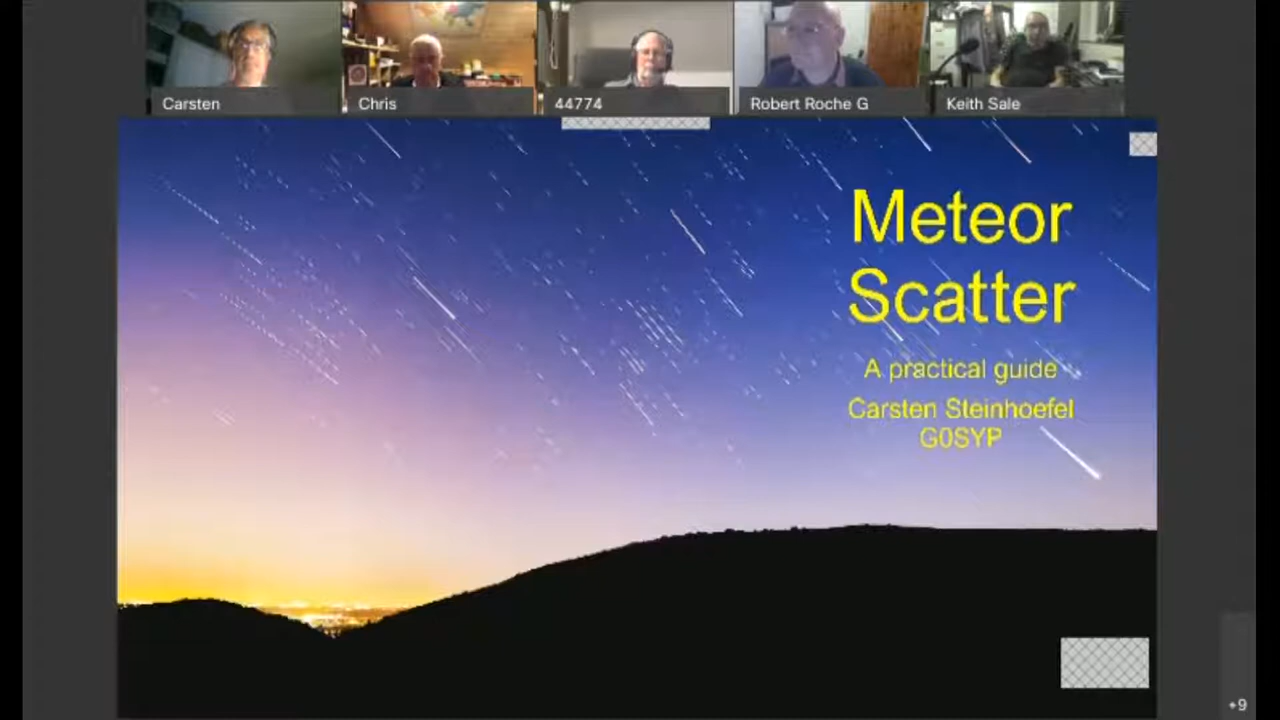 Carsten
Chris
44774
Robert Roche G
Keith Sale
Meteor
Scatter
A practical guide
Carsten Steinhoefel
G0SYP
+9